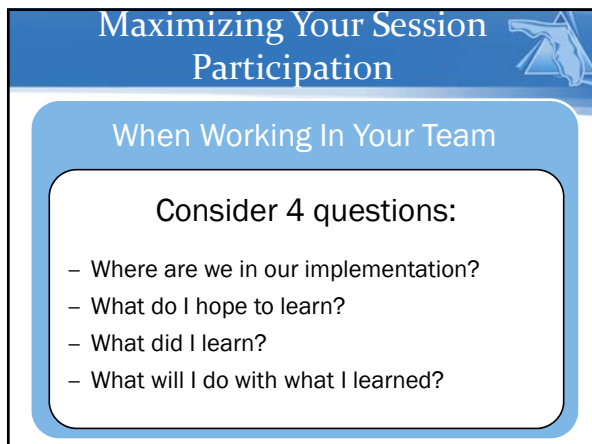 Maximizing Your Session
Participation
When Working In Your Team
Consider 4 questions:
– Where are we in our implementation?
– What do I hope to learn?
– What did I learn?
– What will I do with what I learned?